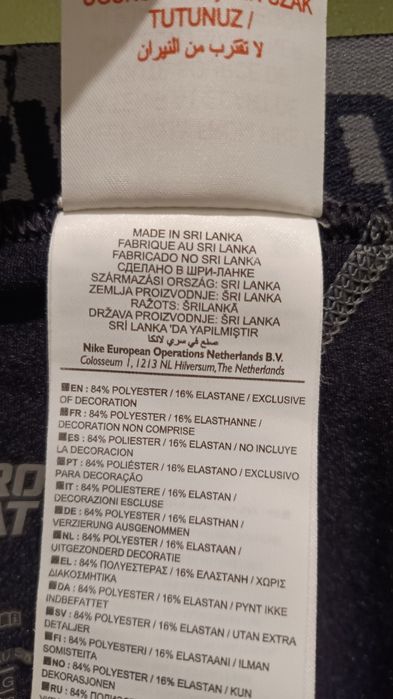 UZAK
TUTUNUZ /
لا تقترب من النيران
MADE IN SRI LANKA
FABRIQUE AU SRI LANKA
FABRICADO NO SRI LANKA
СДЕЛАНО В ШРИ-ЛАНКЕ
SZÁRMAZÁSI ORSZÁG: SRI LANKA
ZEMLJA PROIZVODNJE: ŠRI LANKA
RAŽOTS: ŠRILANKĀ
DRŽAVA PROIZVODNJE: ŠRI LANKA
SRİ LANKA 'DA YAPILMIŞTIR
صنع في سري لانكا
Nike European Operations Netherlands B.V.
Colosseum 1, 1213 NL Hilversum, The Netherlands
EN : 84% POLYESTER / 16% ELASTANE / EXCLUSIVE
OF DECORATION
FR : 84% POLYESTER / 16% ELASTHANNE /
DECORATION NON COMPRISE
ES : 84% POLIESTER / 16% ELASTAN / NO INCLUYE
LA DECORACION
PT : 84% POLIÉSTER / 16% ELASTANO / EXCLUSIVO
PARA DECORAÇÃO
IT : 84% POLIESTERE / 16% ELASTAN /
DECORAZIONI ESCLUSE
DE : 84% POLYESTER / 16% ELASTHAN /
VERZIERUNG AUSGENOMMEN
NL : 84% POLYESTER / 16% ELASTAAN /
UITGEZONDERD DECORATIE
EL : 84% ΠΟΛΥΕΣΤΕΡΑΣ / 16% ΕΛΑΣΤΑΝΗ / ΧΩΡΙΣ
ΔΙΑΚΟΣΜΗΤΙΚΑ
DA : 84% POLYESTER / 16% ELASTAN / PYNT IKKE
INDBEFATTET
SV : 84% POLYESTER / 16% ELASTAN / UTAN EXTRA
DETALJER
FI : 84% POLYESTERI / 16% ELASTAANI / ILMAN
SOMISTEITA
NO : 84% POLYESTER / 16% ELASTAN / KUN
DEKORASJONEN
RU : 84%